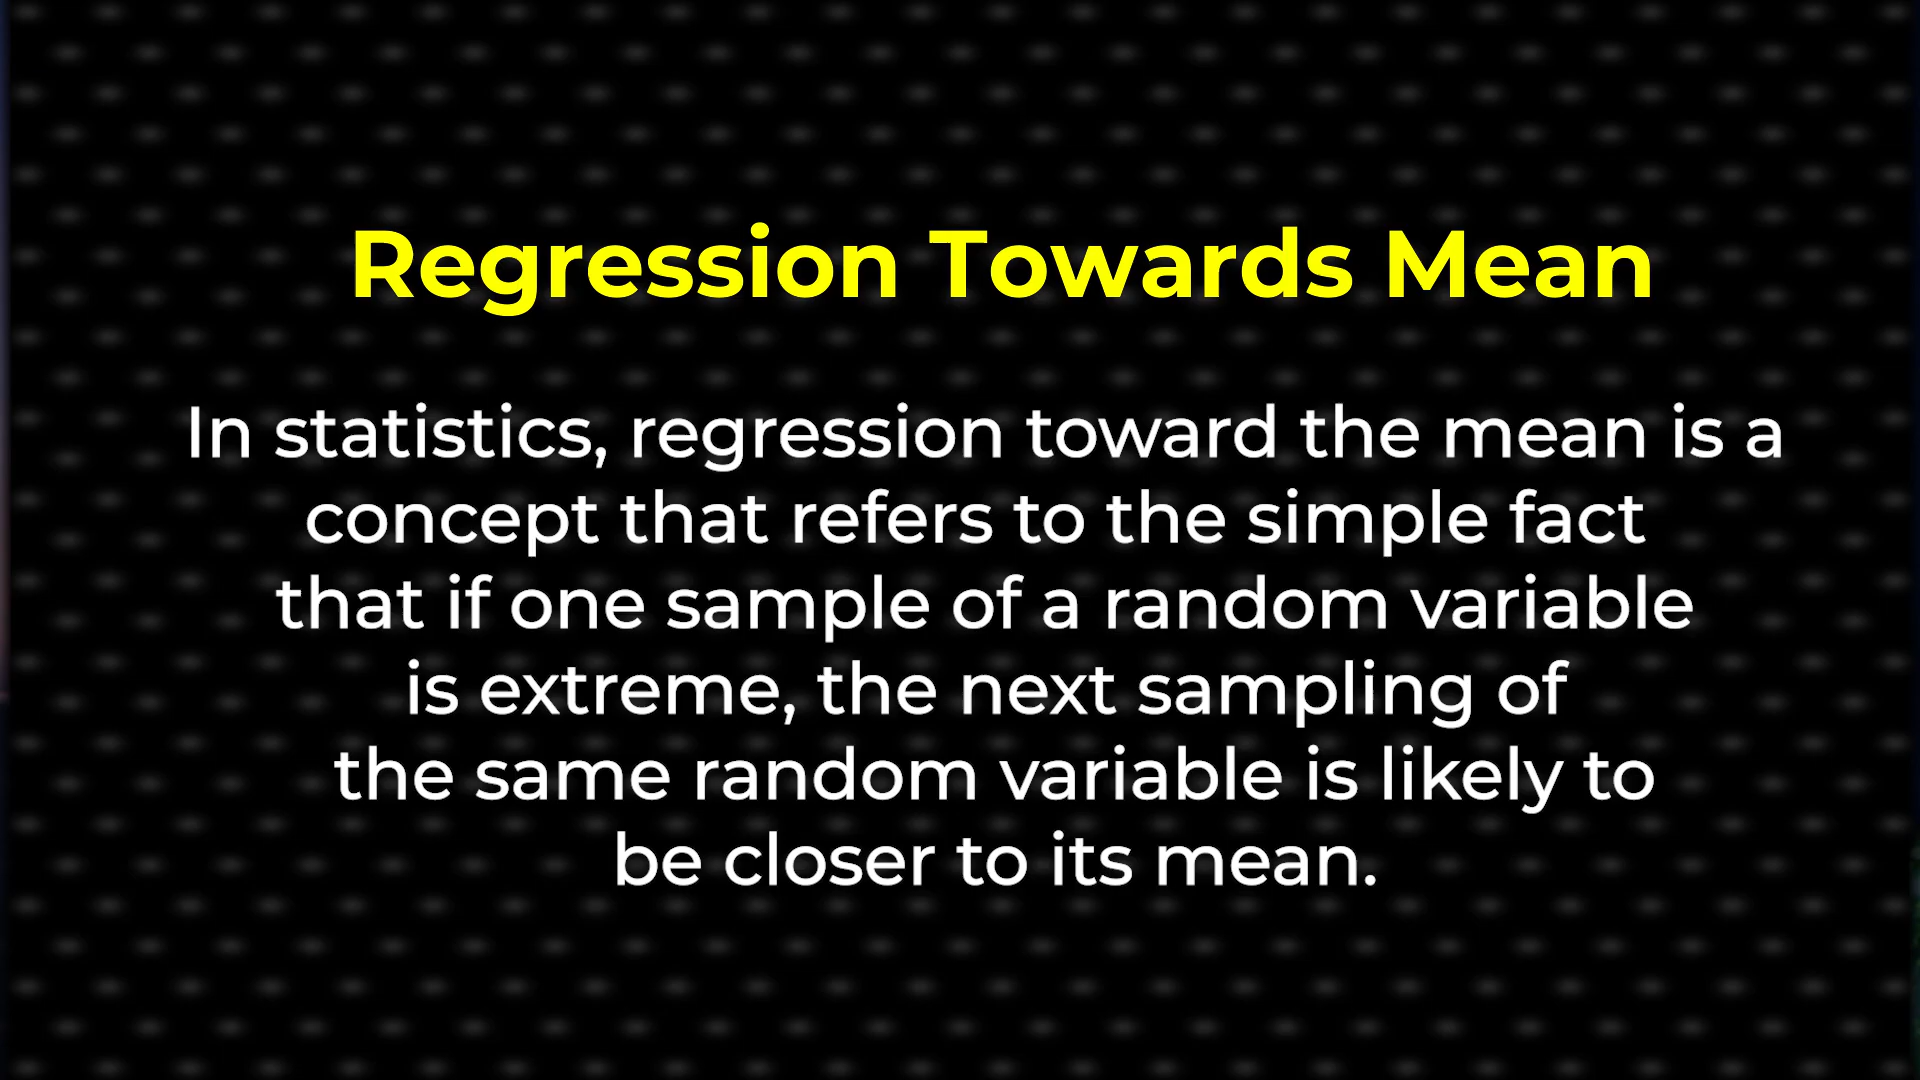 Regression Towards Mean
In statistics, regression toward the mean is a
concept that refers to the simple fact
that if one sample of a random variable
is extreme, the next sampling of
the same random variable is likely to
be closer to its mean.